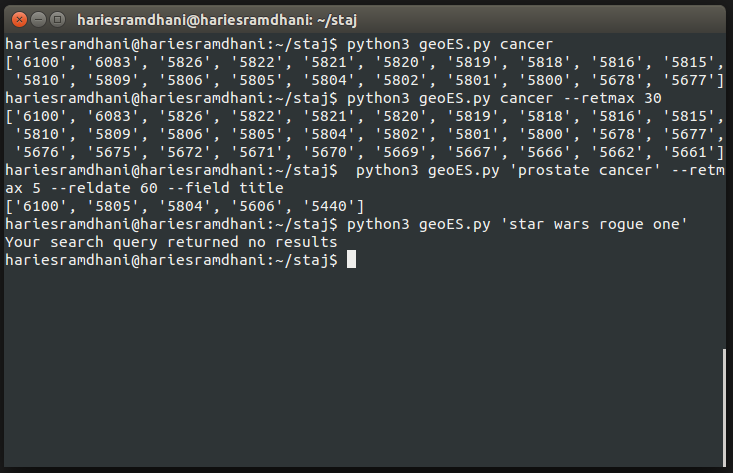 hariesramdhani@hariesramdhani: ~/staj
hariesramdhani@hariesramdhani:~/staj$ python3 geoES.py cancer
['6100', '6083', '5826', '5822', '5821', '5820', '5819', '5818', '5816', '5815',
 '5810', '5809', '5806', '5805', '5804', '5802', '5801', '5800', '5678', '5677']
hariesramdhani@hariesramdhani:~/staj$ python3 geoES.py cancer --retmax 30
['6100', '6083', '5826', '5822', '5821', '5820', '5819', '5818', '5816', '5815',
 '5810', '5809', '5806', '5805', '5804', '5802', '5801', '5800', '5678', '5677',
 '5676', '5675', '5672', '5671', '5670', '5669', '5667', '5666', '5662', '5661']
hariesramdhani@hariesramdhani:~/staj$  python3 geoES.py 'prostate cancer' --retm
ax 5 --reldate 60 --field title
['6100', '5805', '5804', '5606', '5440']
hariesramdhani@hariesramdhani:~/staj$ python3 geoES.py 'star wars rogue one'
Your search query returned no results
hariesramdhani@hariesramdhani:~/staj$